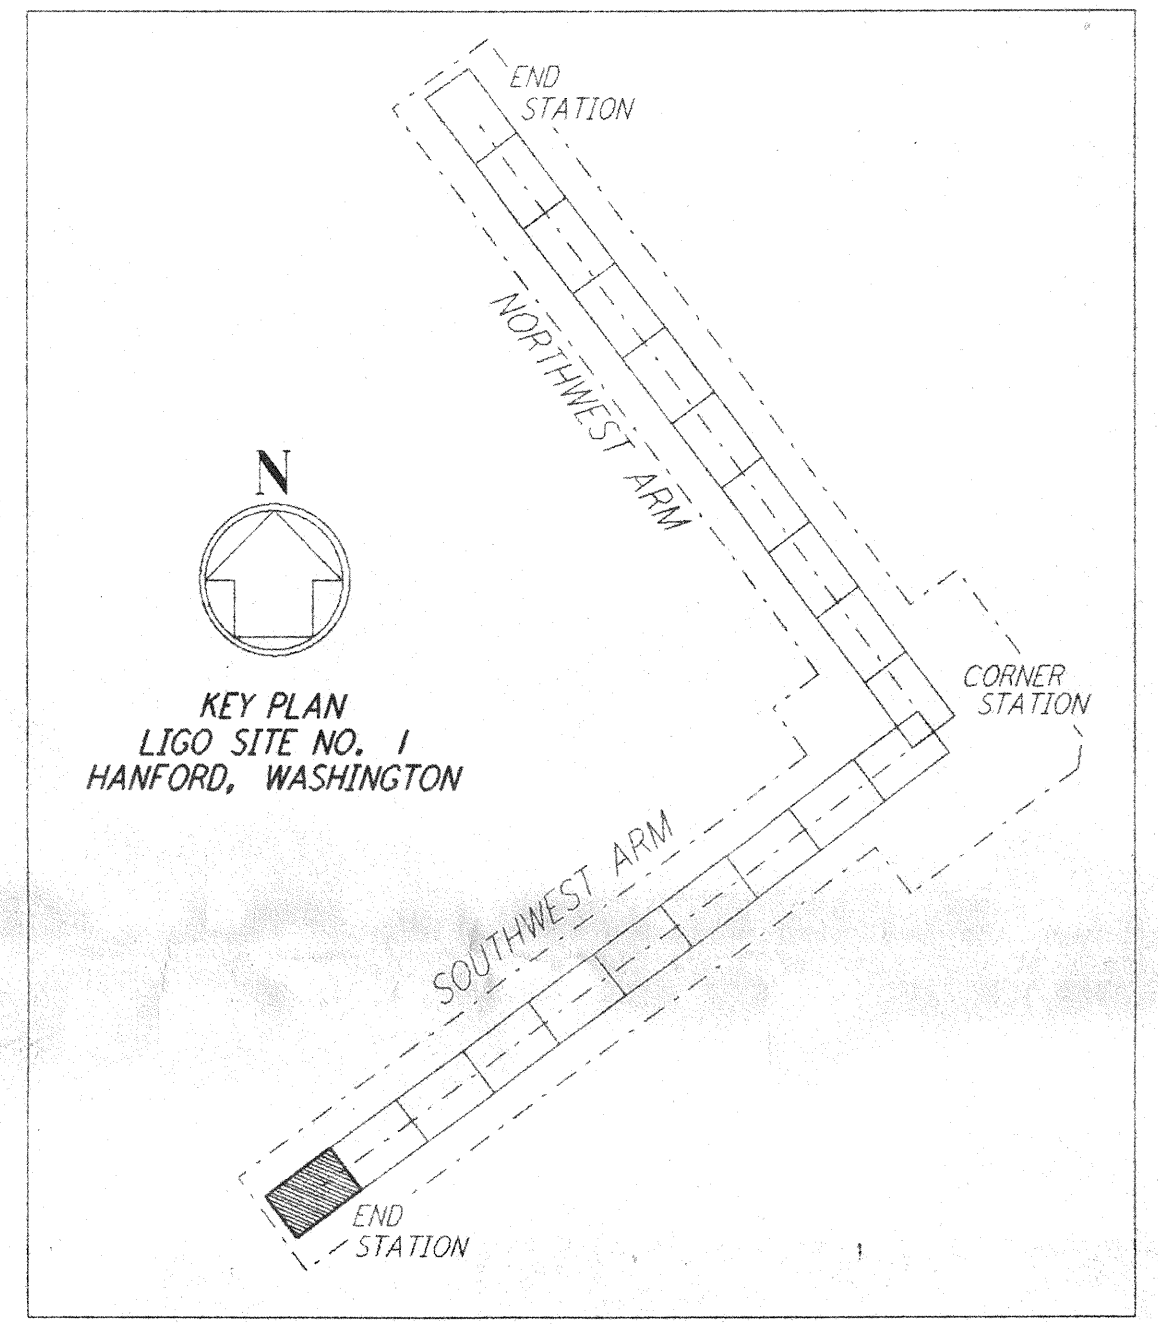 END
STATION
NORTHWEST ARM
N
CORNER
STATION
KEY PLAN
LIGO SITE NO. 1
HANFORD, WASHINGTON
SOUTHWEST ARM
END
STATION